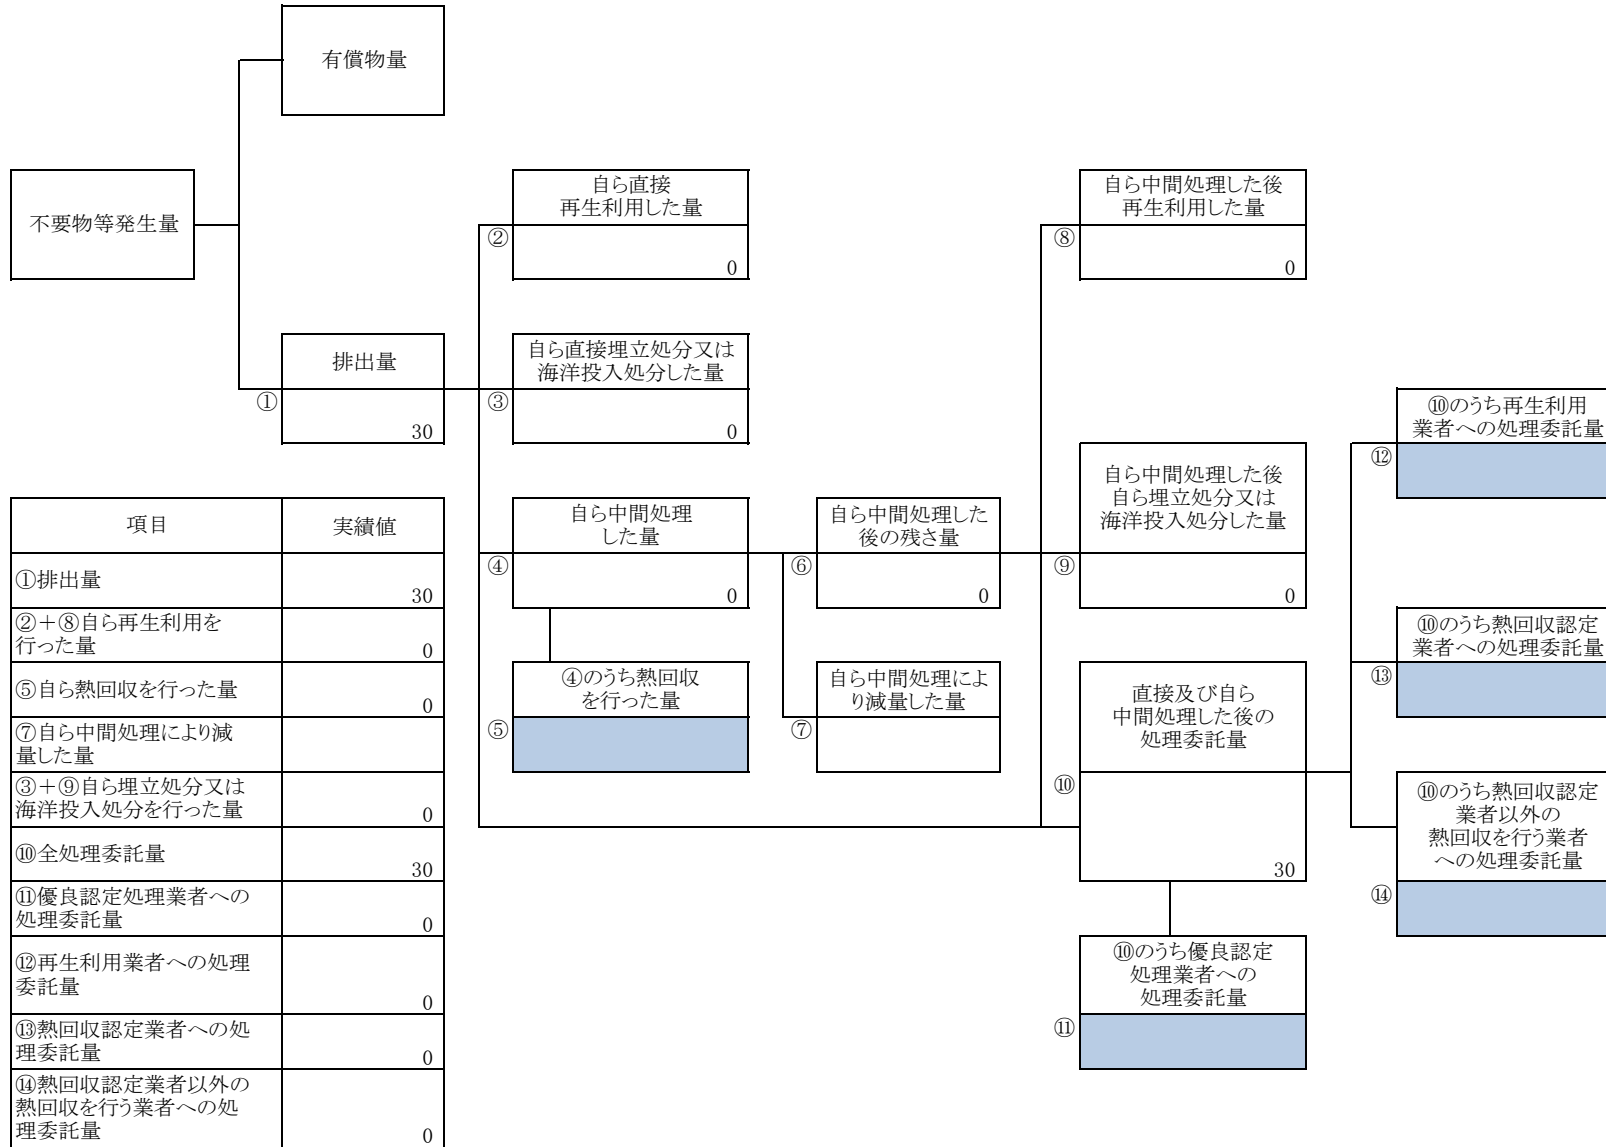 有償物量
不要物等発生量
自ら直接
再生利用した量
②
0
自ら中間処理した後
再生利用した量
⑧
0
排出量
①
30
自ら直接埋立処分又は
海洋投入処分した量
③
0
⑩のうち再生利用
業者への処理委託量
⑫
自ら中間処理
した量
④
0
自ら中間処理した
後の残さ量
⑥
0
自ら中間処理した後
自ら埋立処分又は
海洋投入処分した量
⑨
0
⑩のうち熱回収認定
業者への処理委託量
⑬
④のうち熱回収
を行った量
⑤
自ら中間処理によ
り減量した量
⑦
直接及び自ら
中間処理した後の
処理委託量
⑩
30
⑩のうち熱回収認定
業者以外の
熱回収を行う業者
への処理委託量
⑭
⑩のうち優良認定
処理業者への
処理委託量
⑪
項目 実績値
①排出量
30
②+⑧自ら再生利用を
行った量
0
⑤自ら熱回収を行った量
0
⑦自ら中間処理により減
量した量
③+⑨自ら埋立処分又は
海洋投入処分を行った量
0
⑩全処理委託量
30
⑪優良認定処理業者への
処理委託量
0
⑫再生利用業者への処理
委託量
0
⑬熱回収認定業者への処
理委託量
0
⑭熱回収認定業者以外の
熱回収を行う業者への処
理委託量
0